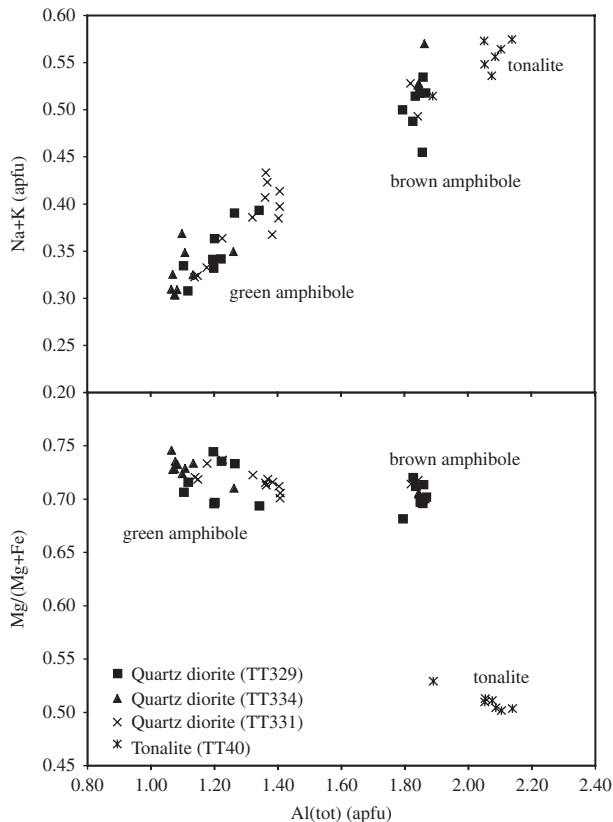 0.60
0.55
0.50
0.45
0.40
0.35
0.30
0.25
0.20
Na+K (apfu)
tonalite
brown amphibole
green amphibole
0.75
0.70
0.65
0.60
0.55
0.50
0.45
Mg/(Mg+Fe)
brown amphibole
green amphibole
tonalite
Quartz diorite (TT329)
Quartz diorite (TT334)
Quartz diorite (TT331)
Tonalite (TT40)
0.80 1.00 1.20 1.40 1.60 1.80 2.00 2.20 2.40
Al(tot) (apfu)